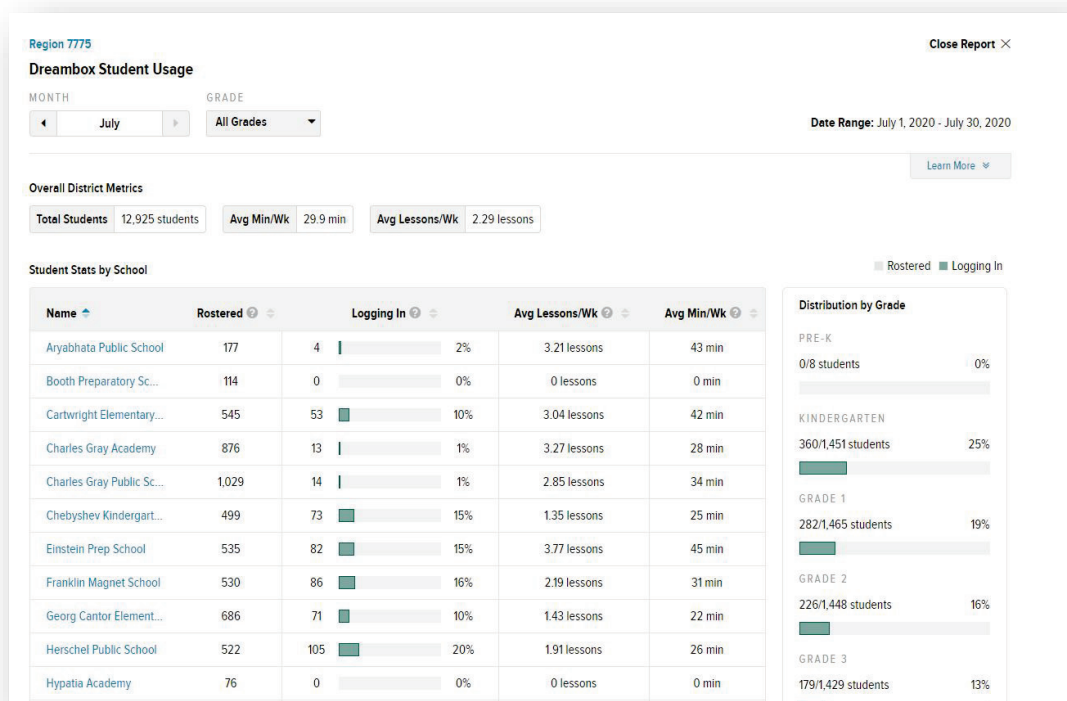 Region 7775
Close Report ×
Dreambox Student Usage
MONTH GRADE
July All Grades
Date Range: July 1, 2020 - July 30, 2020
Learn More
Overall District Metrics
Total Students 12,925 students Avg Min/Wk 29.9 min Avg Lessons/Wk 2.29 lessons
Student Stats by School
Rostered Logging In
Name Rostered ? Logging In ? Avg Lessons/Wk ? Avg Min/Wk ?
Aryabhata Public School 177 4 2% 3.21 lessons 43 min
Booth Preparatory Sc... 114 0 0% 0 lessons 0 min
Cartwright Elementary... 545 53 10% 3.04 lessons 42 min
Charles Gray Academy 876 13 1% 3.27 lessons 28 min
Charles Gray Public Sc... 1,029 14 1% 2.85 lessons 34 min
Chebyshev Kindergart... 499 73 15% 1.35 lessons 25 min
Einstein Prep School 535 82 15% 3.77 lessons 45 min
Franklin Magnet School 530 86 16% 2.19 lessons 31 min
Georg Cantor Element... 686 71 10% 1.43 lessons 22 min
Herschel Public School 522 105 20% 1.91 lessons 26 min
Hypatia Academy 76 0 0% 0 lessons 0 min
Distribution by Grade
PRE-K
0/8 students 0%
KINDERGARTEN
360/1,451 students 25%
GRADE 1
282/1,465 students 19%
GRADE 2
226/1,448 students 16%
GRADE 3
179/1,429 students 13%